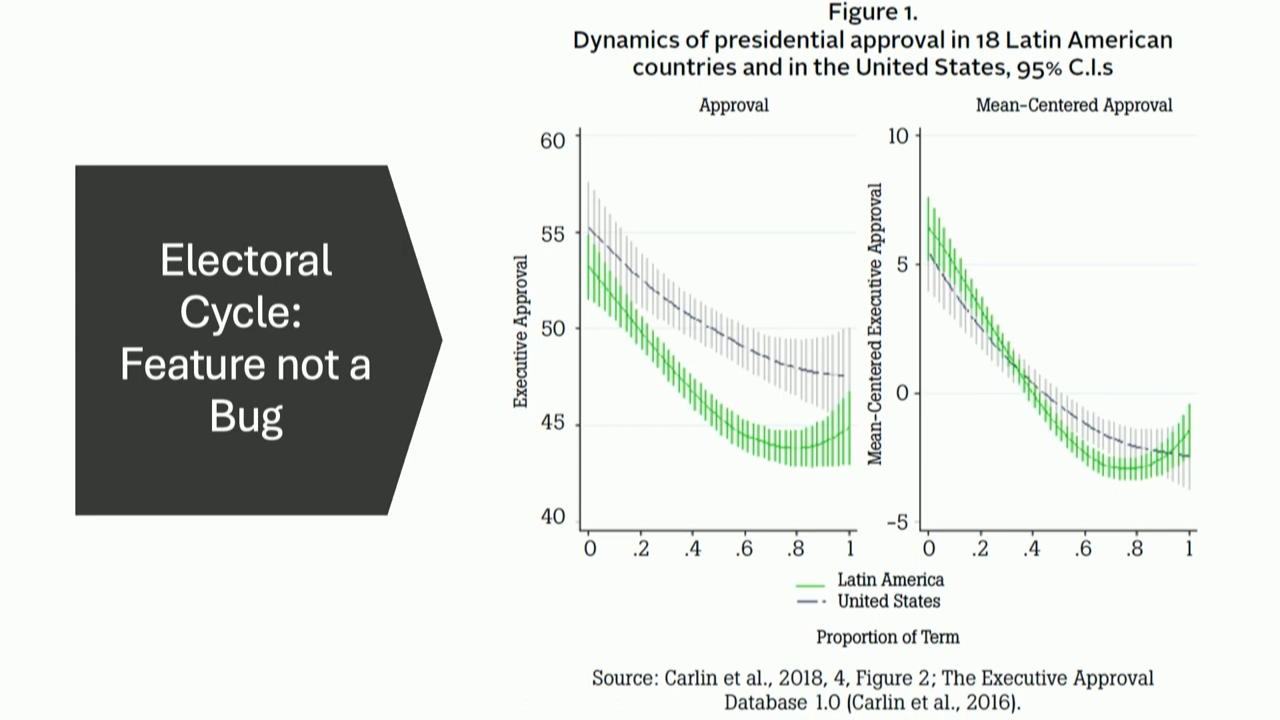 Electoral
Cycle:
Feature not a
Bug
Figure 1.
Dynamics of presidential approval in 18 Latin American
countries and in the United States, 95% C.I.s
Approval
Executive Approval
60
55
50
45
40
0 .2 .4 .6 .8 1
Mean-Centered Approval
Mean-Centered Executive Approval
10
5
0
-5
0 .2 .4 .6 .8 1
Latin America
United States
Proportion of Term
Source: Carlin et al., 2018, 4, Figure 2; The Executive Approval
Database 1.0 (Carlin et al., 2016).